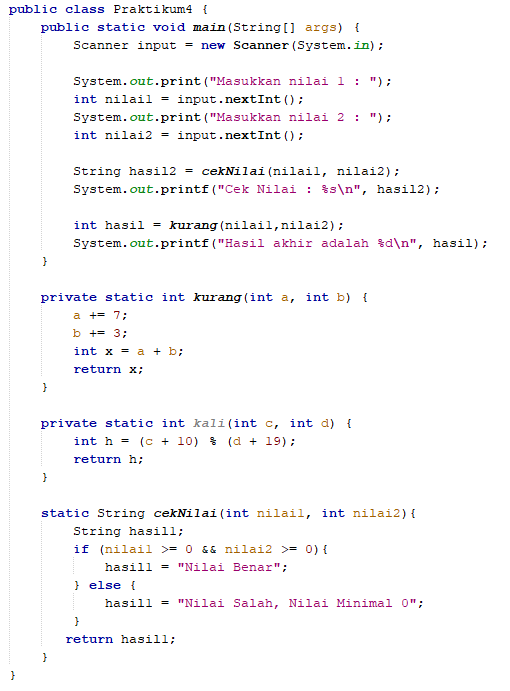 public class Praktikum4 {
    public static void main(String[] args) {
        Scanner input = new Scanner(System.in);

        System.out.print("Masukkan nilai 1 : ");
        int nilai1 = input.nextInt();
        System.out.print("Masukkan nilai 2 : ");
        int nilai2 = input.nextInt();

        String hasil2 = cekNilai(nilai1, nilai2);
        System.out.printf("Cek Nilai : %s\n", hasil2);

        int hasil = kurang(nilai1,nilai2);
        System.out.printf("Hasil akhir adalah %d\n", hasil);
    }

    private static int kurang(int a, int b) {
        a += 7;
        b += 3;
        int x = a + b;
        return x;
    }

    private static int kali(int c, int d) {
        int h = (c + 10) % (d + 19);
        return h;
    }

    static String cekNilai(int nilai1, int nilai2){
        String hasil1;
        if (nilai1 >= 0 && nilai2 >= 0){
            hasil1 = "Nilai Benar";
        } else {
            hasil1 = "Nilai Salah, Nilai Minimal 0";
        }
       return hasil1;
    }
}